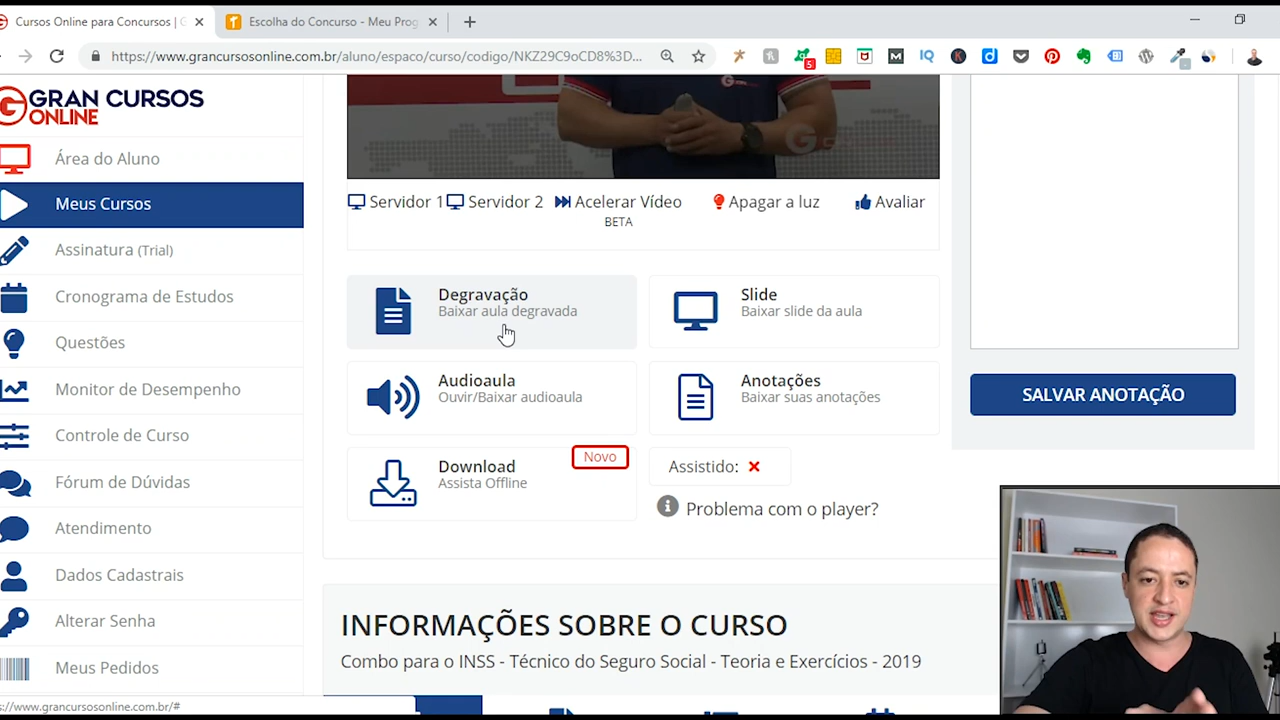 Cursos Online para Concursos | G
Escolha do Concurso - Meu Prog
https://www.grancursosonline.com.br/aluno/espaco/curso/codigo/NKZ29C9oCD8%3D...
5
IQ
GRAN CURSOS
ONLINE
Área do Aluno
Meus Cursos
Assinatura (Trial)
Cronograma de Estudos
Questões
Monitor de Desempenho
Controle de Curso
Fórum de Dúvidas
Atendimento
Dados Cadastrais
Alterar Senha
Meus Pedidos
Servidor 1 Servidor 2 Acelerar Vídeo Apagar a luz Avaliar
BETA
Degravação
Baixar aula degravada
Slide
Baixar slide da aula
Audioaula
Ouvir/Baixar audioaula
Anotações
Baixar suas anotações
Download
Assista Offline
Novo
Assistido:
Problema com o player?
SALVAR ANOTAÇÃO
INFORMAÇÕES SOBRE O CURSO
Combo para o INSS - Técnico do Seguro Social - Teoria e Exercícios - 2019
s://www.grancursosonline.com.br/#